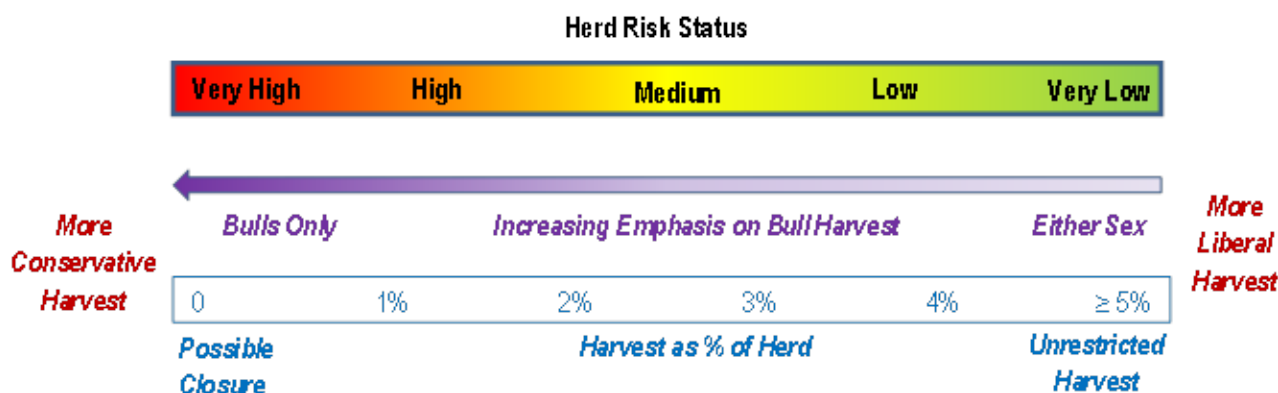 Herd Risk Status
Very High High Medium Low Very Low
More
Conservative
Harvest
Bulls Only Increasing Emphasis on Bull Harvest Either Sex
More
Liberal
Harvest
0 1% 2% 3% 4% ≥ 5%
Possible
Closure
Harvest as % of Herd
Unrestricted
Harvest